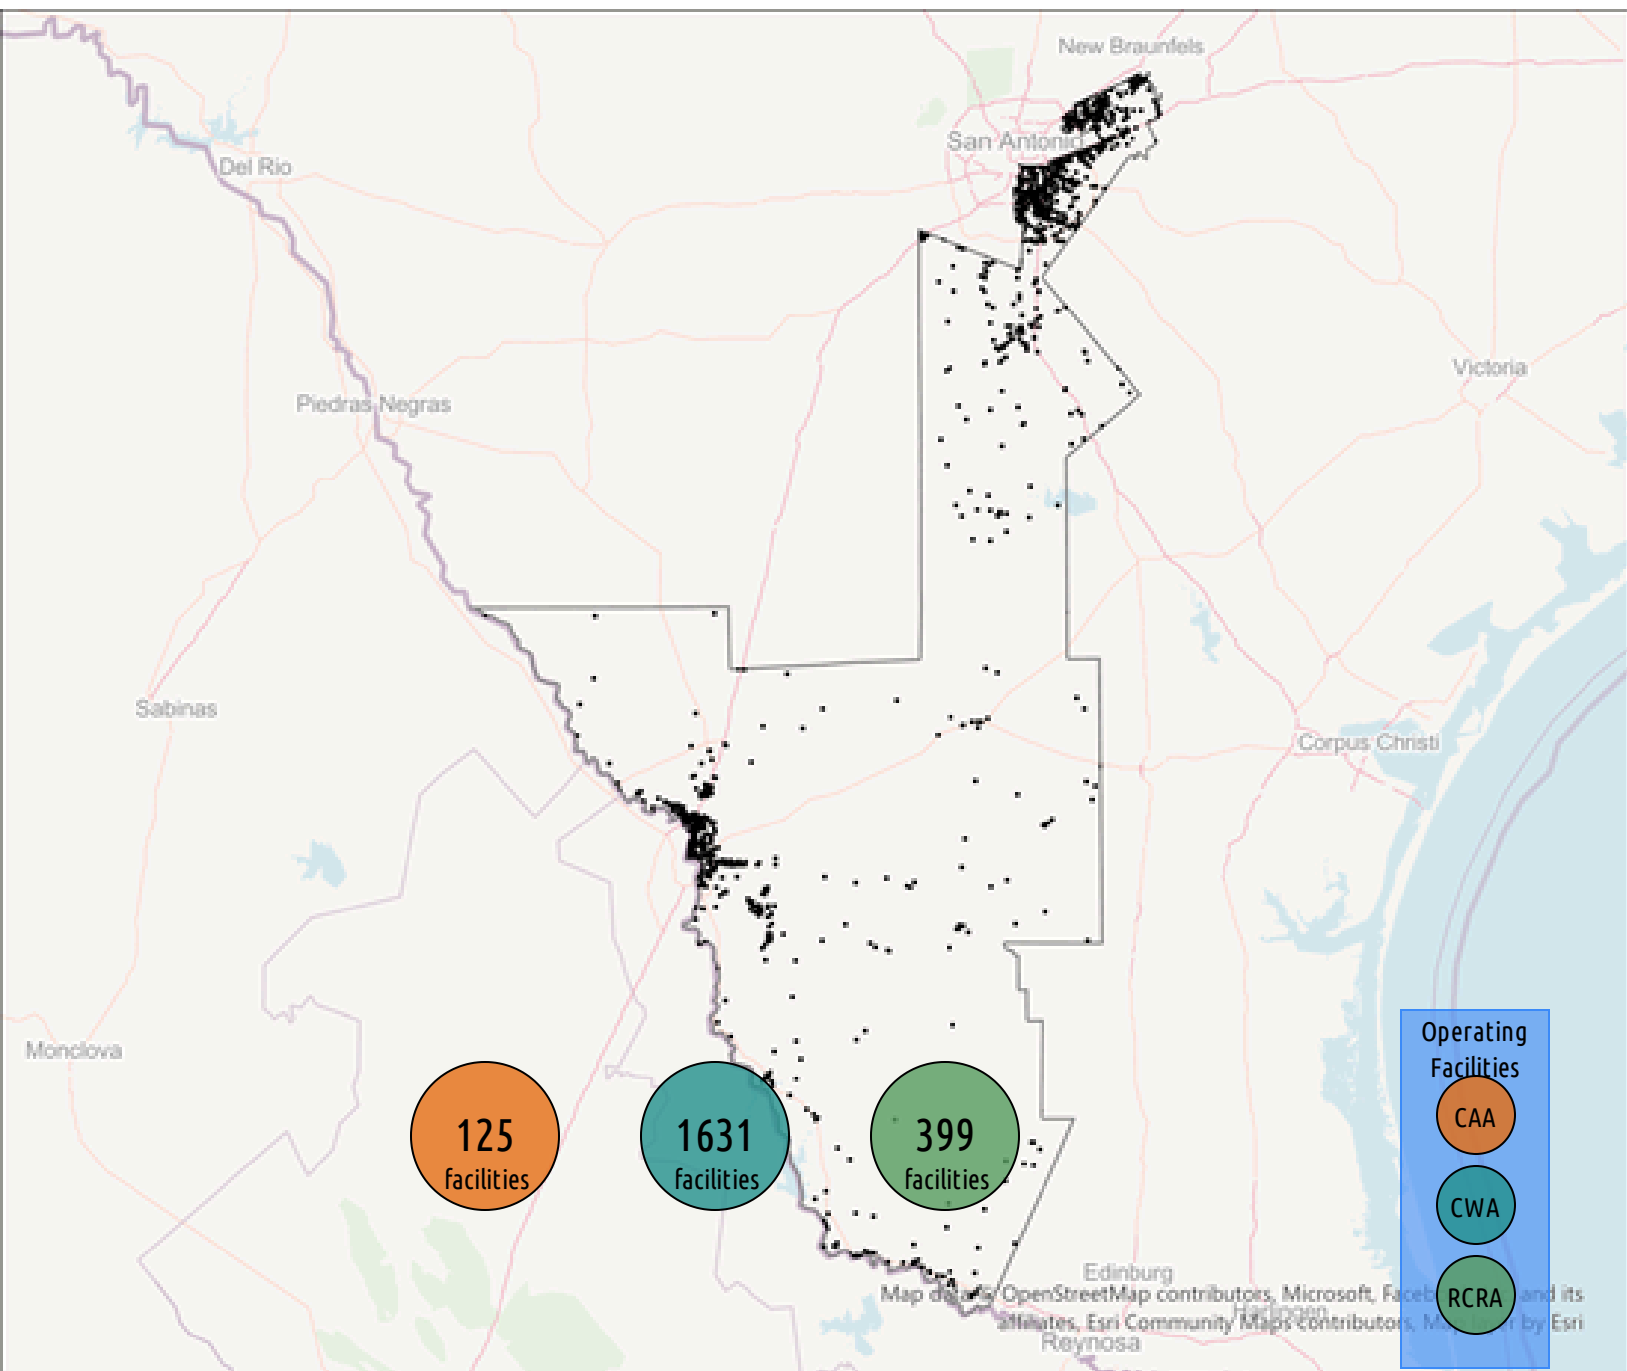 New Braunfels
San Antonio
Del Rio
Victoria
Piedras Negras
Sabinas
Corpus Christi
Monclova
Operating
Facilities
CAA
CWA
RCRA
125
facilities
1631
facilities
399
facilities
Edinburg
Harlingen
Reynosa
Map data © OpenStreetMap contributors, Microsoft, Faceb and its
affiliates, Esri Community Maps contributors, Map layer by Esri